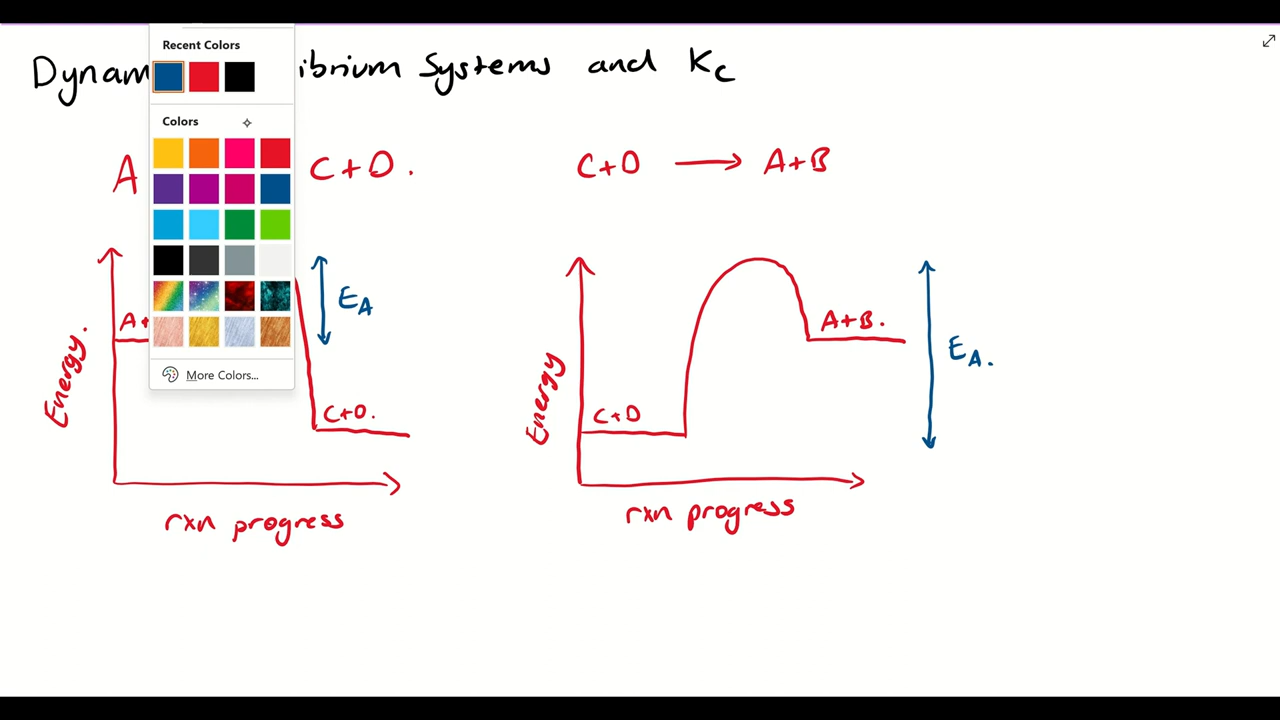 Recent Colors
Dynam ibrium Systems and Kc
Colors
A C+D.
C+D → A+B
EA
A+
A+B.
EA.
Energy.
Energy
C+D.
C+D
More Colors...
rxn progress
rxn progress